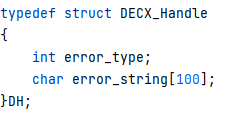 typedef struct DECX_Handle
{
    int error_type;
    char error_string[100];
}DH;